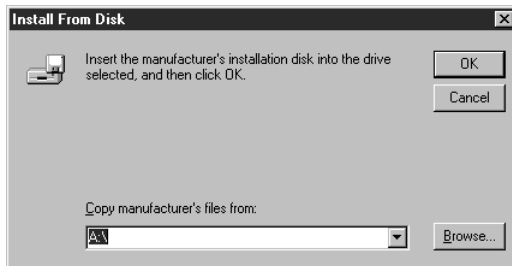 Install From Disk
Insert the manufacturer's installation disk into the drive
selected, and then click OK.
OK
Cancel
Copy manufacturer's files from:
A:\
Browse...